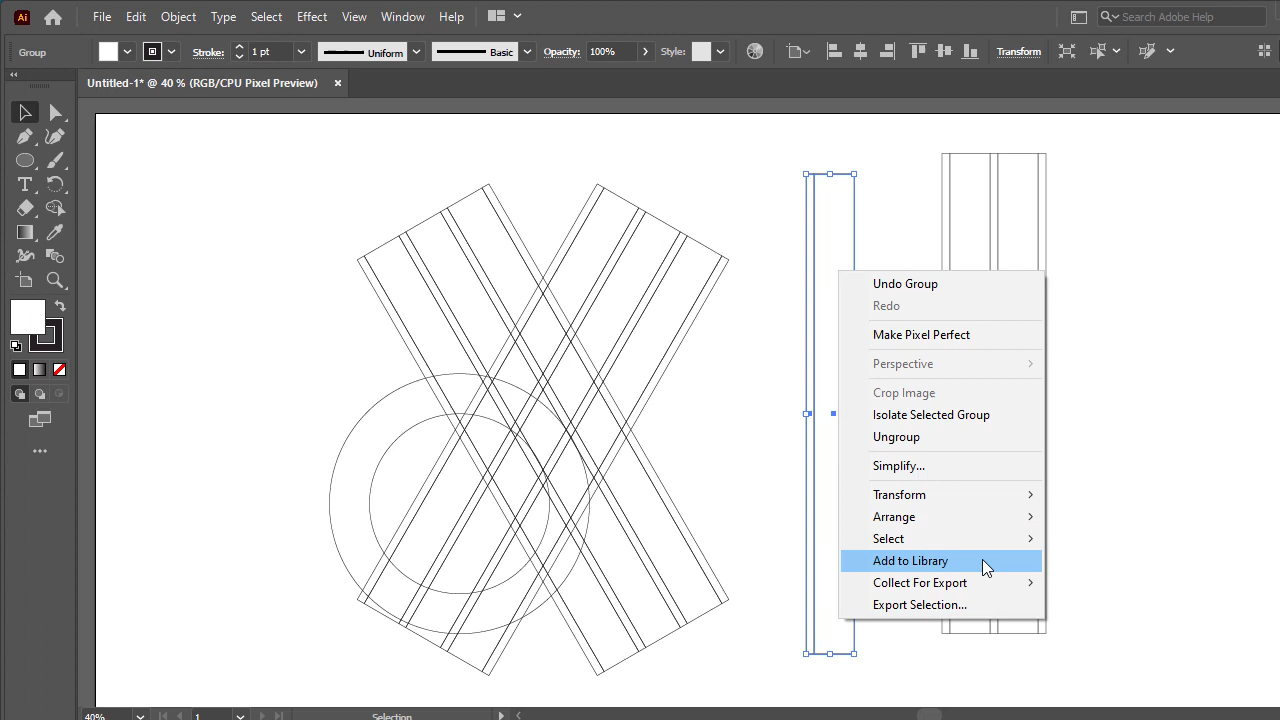 Ai File Edit Object Type Select Effect View Window Help Search Adobe Help
Group Stroke: 1 pt Uniform Basic Opacity: 100% Style: Transform
Untitled-1* @ 40 % (RGB/CPU Pixel Preview) ×
Undo Group
Redo
Make Pixel Perfect
Perspective
Crop Image
Isolate Selected Group
Ungroup
Simplify...
Transform
Arrange
Select
Add to Library
Collect For Export
Export Selection...
40% 1 Selection